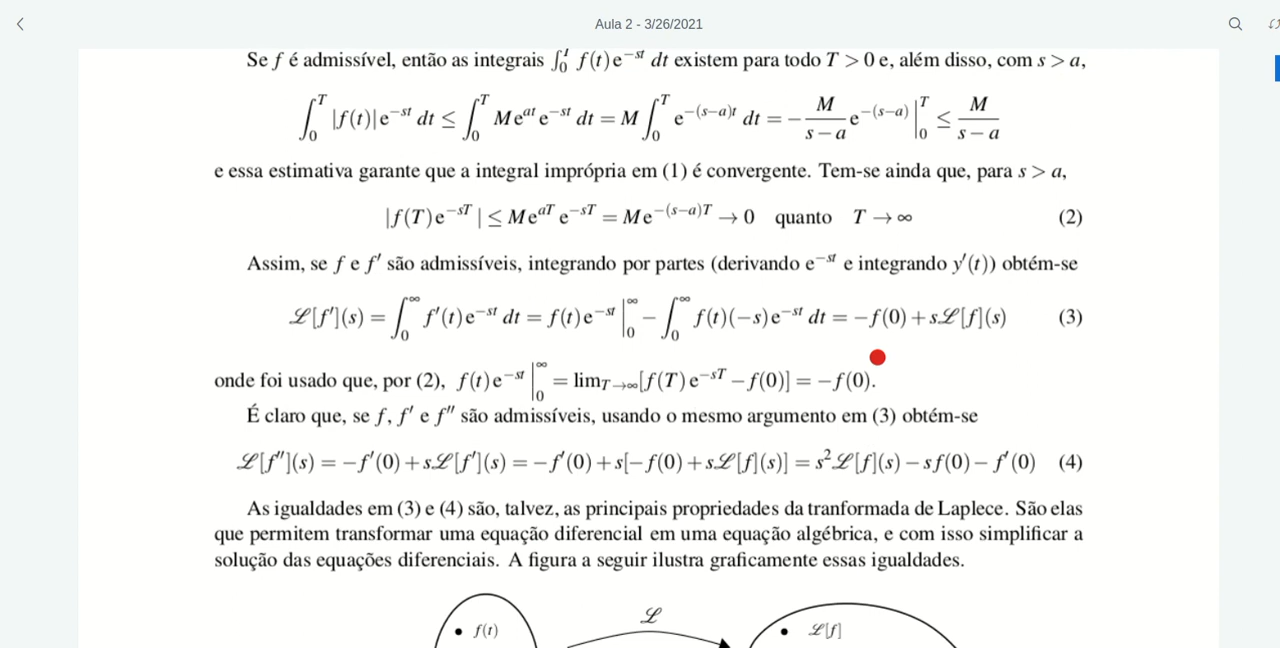 Aula 2 - 3/26/2021
Se f é admissível, então as integrais ∫₀ᵗ f(t)e^{−st} dt existem para todo T > 0 e, além disso, com s > a,
∫₀ᵀ |f(t)|e^{−st} dt ≤ ∫₀ᵀ Me^{at} e^{−st} dt = M ∫₀ᵀ e^{−(s−a)t} dt = − M/(s−a) e^{−(s−a)} |₀ᵀ ≤ M/(s−a)
e essa estimativa garante que a integral imprópria em (1) é convergente. Tem-se ainda que, para s > a,
|f(T)e^{−sT}| ≤ Me^{aT} e^{−sT} = Me^{−(s−a)T} → 0 quanto T → ∞ (2)
Assim, se f e f′ são admissíveis, integrando por partes (derivando e^{−st} e integrando y′(t)) obtém-se
ℒ[f′](s) = ∫₀^∞ f′(t)e^{−st} dt = f(t)e^{−st} |₀^∞ − ∫₀^∞ f(t)(−s)e^{−st} dt = −f(0) + sℒ[f](s) (3)
onde foi usado que, por (2), f(t)e^{−st} |₀^∞ = lim_{T→∞}[f(T)e^{−sT} − f(0)] = −f(0).
É claro que, se f, f′ e f″ são admissíveis, usando o mesmo argumento em (3) obtém-se
ℒ[f″](s) = −f′(0) + sℒ[f′](s) = −f′(0) + s[−f(0) + sℒ[f](s)] = s²ℒ[f](s) − sf(0) − f′(0) (4)
As igualdades em (3) e (4) são, talvez, as principais propriedades da tranformada de Laplece. São elas
que permitem transformar uma equação diferencial em uma equação algébrica, e com isso simplificar a
solução das equações diferenciais. A figura a seguir ilustra graficamente essas igualdades.
ℒ
• f(t) • ℒ[f]